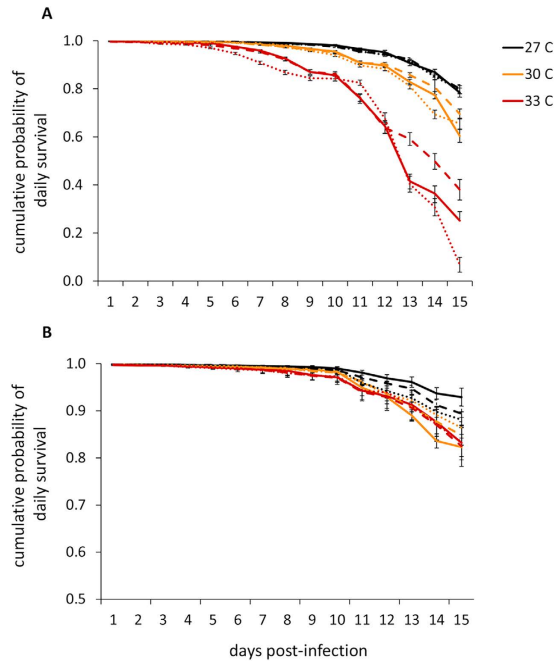 A
cumulative probability of
daily survival
1.0
0.8
0.6
0.4
0.2
0.0
1 2 3 4 5 6 7 8 9 10 11 12 13 14 15
27 C
30 C
33 C
B
cumulative probability of
daily survival
1.0
0.9
0.8
0.7
0.6
0.5
1 2 3 4 5 6 7 8 9 10 11 12 13 14 15
days post-infection